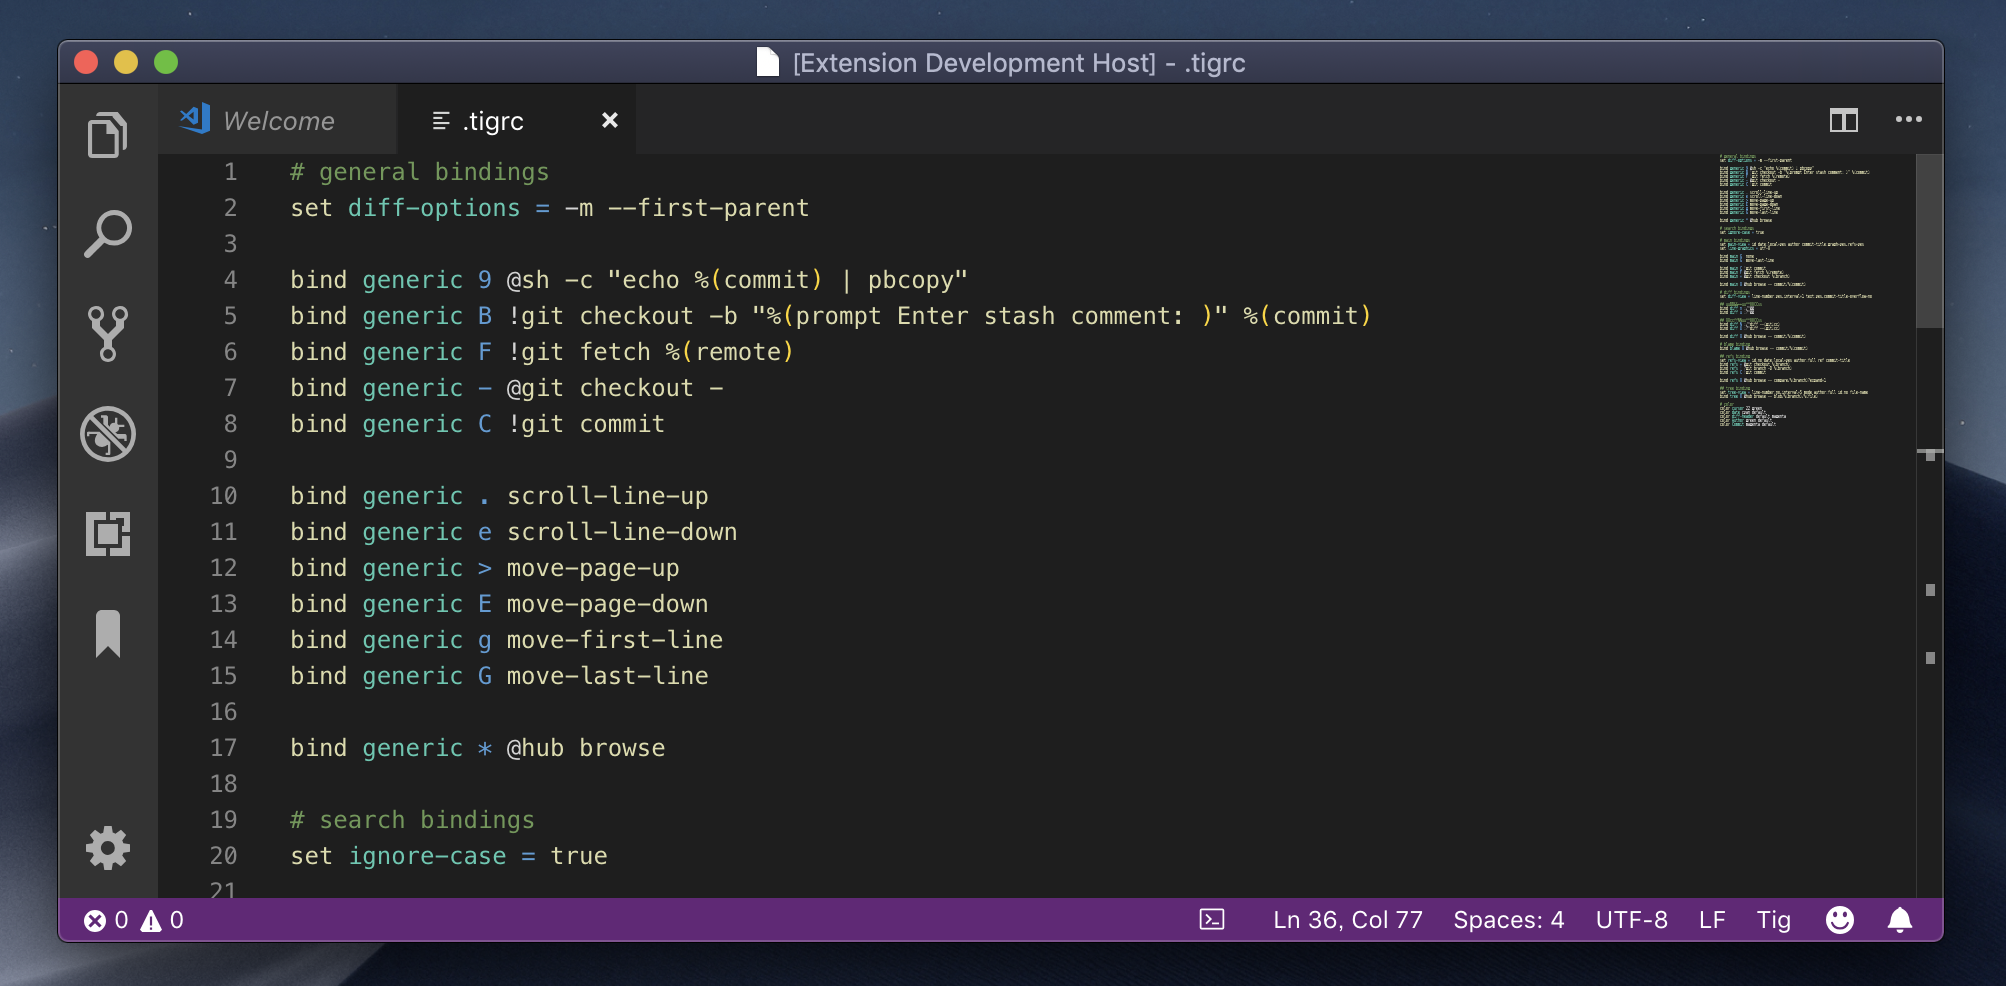 [Extension Development Host] - .tigrc
Welcome
.tigrc
1 # general bindings
2 set diff-options = -m --first-parent
3
4 bind generic 9 @sh -c "echo %(commit) | pbcopy"
5 bind generic B !git checkout -b "%(prompt Enter stash comment: )" %(commit)
6 bind generic F !git fetch %(remote)
7 bind generic - @git checkout -
8 bind generic C !git commit
9
10 bind generic . scroll-line-up
11 bind generic e scroll-line-down
12 bind generic > move-page-up
13 bind generic E move-page-down
14 bind generic g move-first-line
15 bind generic G move-last-line
16
17 bind generic * @hub browse
18
19 # search bindings
20 set ignore-case = true
21
0 0 Ln 36, Col 77 Spaces: 4 UTF-8 LF Tig